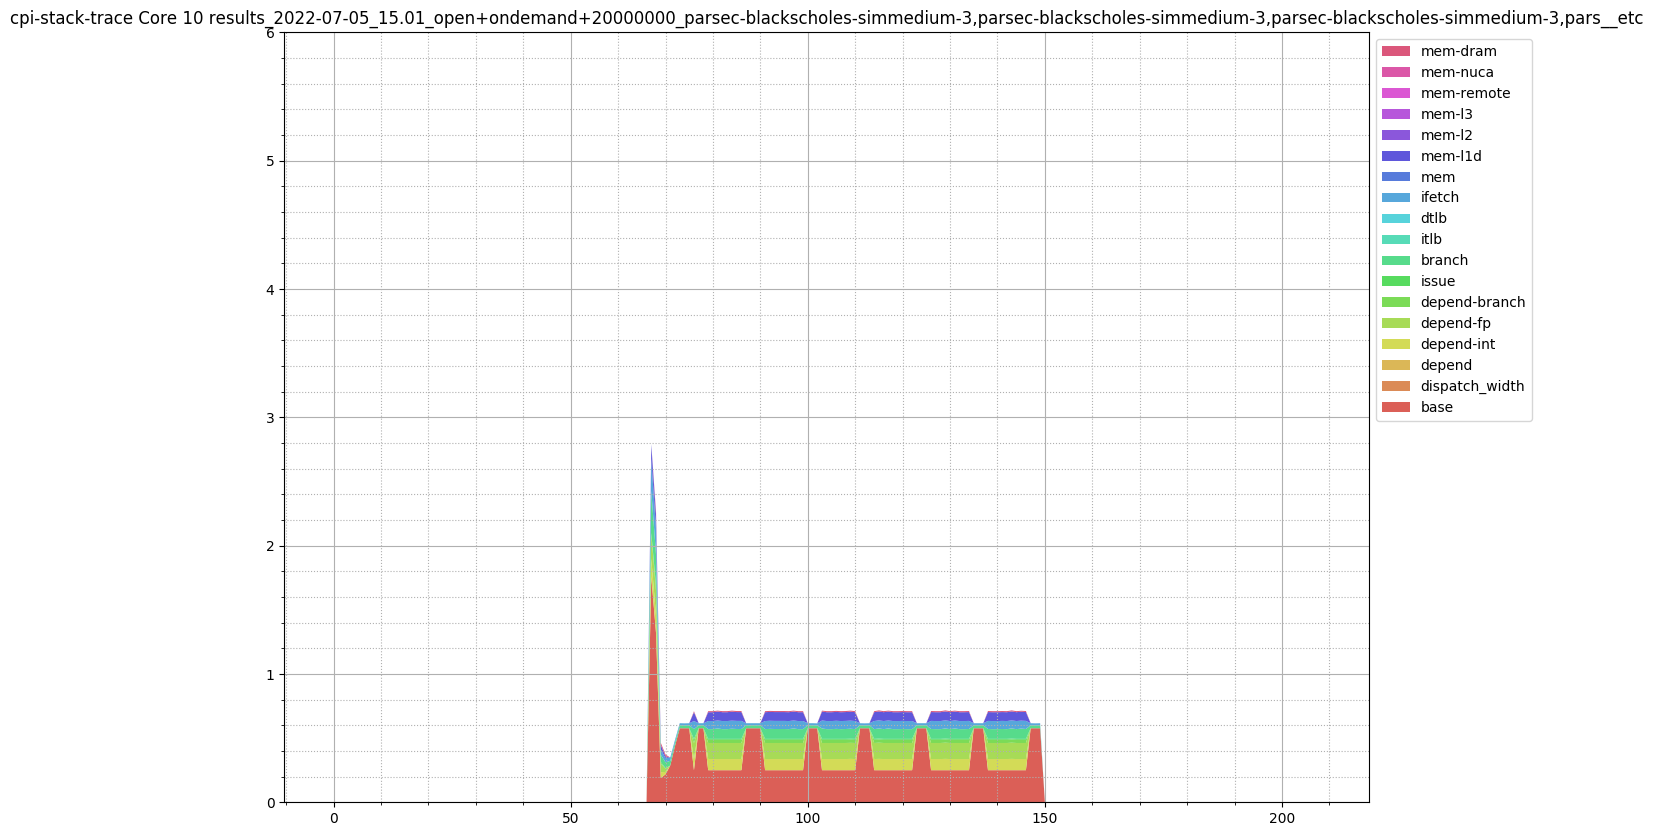 cpi-stack-trace Core 10 results_2022-07-05_15.01_open+ondemand+20000000_parsec-blackscholes-simmedium-3,parsec-blackscholes-simmedium-3,parsec-blackscholes-simmedium-3,pars__etc
6
5
4
3
2
1
0
0
50
100
150
200
mem-dram
mem-nuca
mem-remote
mem-l3
mem-l2
mem-l1d
mem
ifetch
dtlb
itlb
branch
issue
depend-branch
depend-fp
depend-int
depend
dispatch_width
base